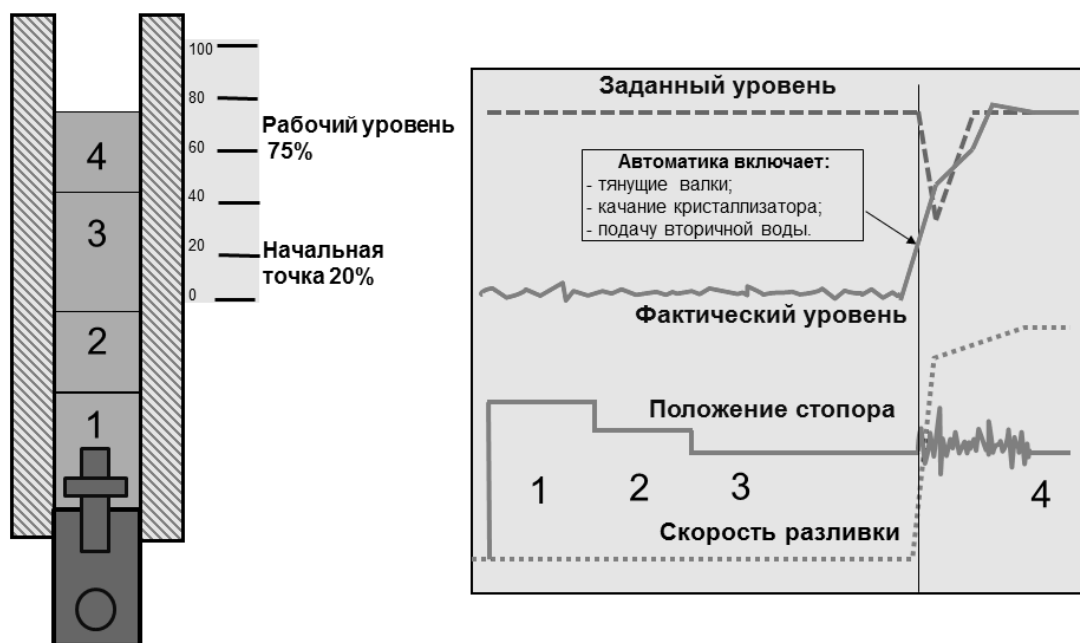 100
80
60
40
20
0
Рабочий уровень
75%
Начальная
точка 20%
4
3
2
1
Заданный уровень
Автоматика включает:
- тянущие валки;
- качание кристаллизатора;
- подачу вторичной воды.
Фактический уровень
Положение стопора
1
2
3
4
Скорость разливки